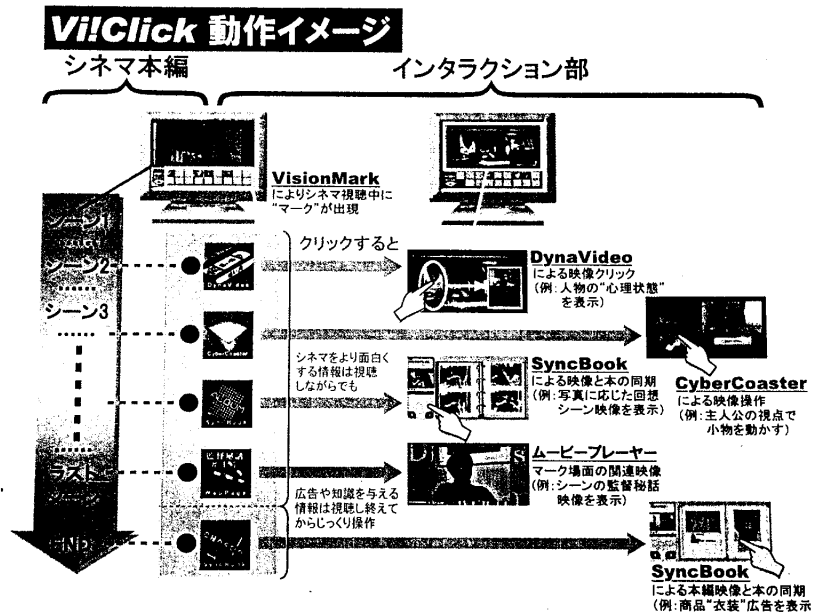 Vi!Click 動作イメージ
シネマ本編
インタラクション部
VisionMark
によりシネマ視聴中に
“マーク”が出現
シーン1
シーン2
シーン3
ラスト
END
クリックすると
DynaVideo
CyberCoaster
シネマをより面白く
する情報は視聴
しながらでも
広告や知識を与える
情報は視聴し終えて
からじっくり操作
DynaVideo
による映像クリック
(例:人物の“心理状態”
を表示)
CyberCoaster
による映像操作
(例:主人公の視点で
小物を動かす)
SyncBook
による映像と本の同期
(例:写真に応じた回想
シーン映像を表示)
ムービープレーヤー
マーク場面の関連映像
(例:シーンの監督秘話
映像を表示)
SyncBook
による本編映像と本の同期
(例:商品“衣装”広告を表示